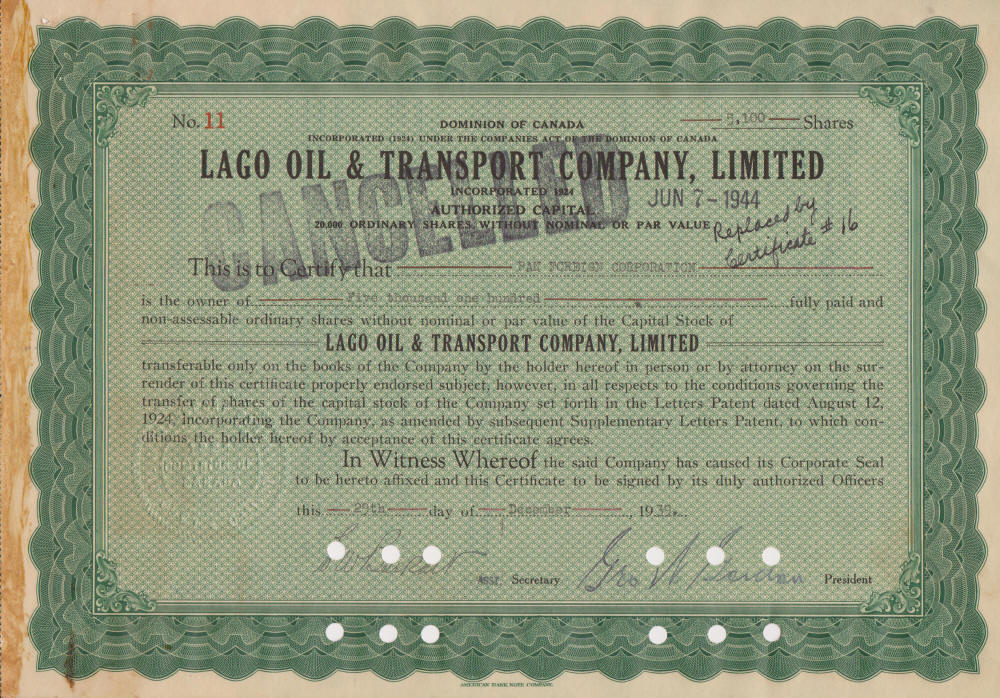 No. 11
5,100 Shares
DOMINION OF CANADA
INCORPORATED (1924) UNDER THE COMPANIES ACT OF THE DOMINION OF CANADA
LAGO OIL & TRANSPORT COMPANY, LIMITED
INCORPORATED 1924
CANCELLED
JUN 7 - 1944
AUTHORIZED CAPITAL
20,000 ORDINARY SHARES, WITHOUT NOMINAL OR PAR VALUE
Replaced by
Certificate # 16
This is to Certify that PAN FOREIGN CORPORATION
is the owner of Five thousand one hundred fully paid and
non-assessable ordinary shares without nominal or par value of the Capital Stock of
LAGO OIL & TRANSPORT COMPANY, LIMITED
transferable only on the books of the Company by the holder hereof in person or by attorney on the sur-
render of this certificate properly endorsed subject, however, in all respects to the conditions governing the
transfer of shares of the capital stock of the Company set forth in the Letters Patent dated August 12,
1924, incorporating the Company, as amended by subsequent Supplementary Letters Patent, to which con-
ditions the holder hereof by acceptance of this certificate agrees.
In Witness Whereof the said Company has caused its Corporate Seal
to be hereto affixed and this Certificate to be signed by its duly authorized Officers
this 29th day of December, 1939.
ASST. Secretary
Geo W Gordon President
AMERICAN BANK NOTE COMPANY.